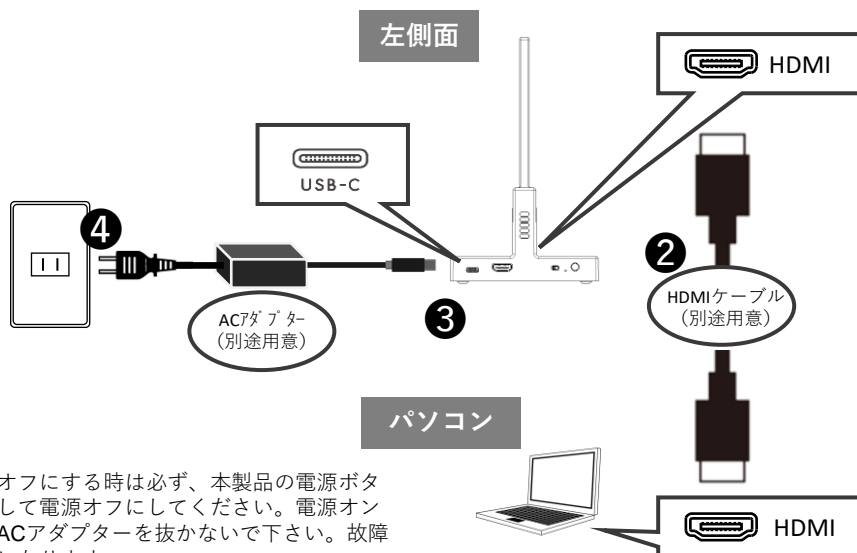 左側面
HDMI
USB-C
❹
❷
HDMIケーブル
（別途用意）
ACｱﾀﾞﾌﾟﾀｰ
（別途用意）
❸
パソコン
オフにする時は必ず、本製品の電源ボタ
して電源オフにしてください。電源オン
ACアダプターを抜かないで下さい。故障
HDMI